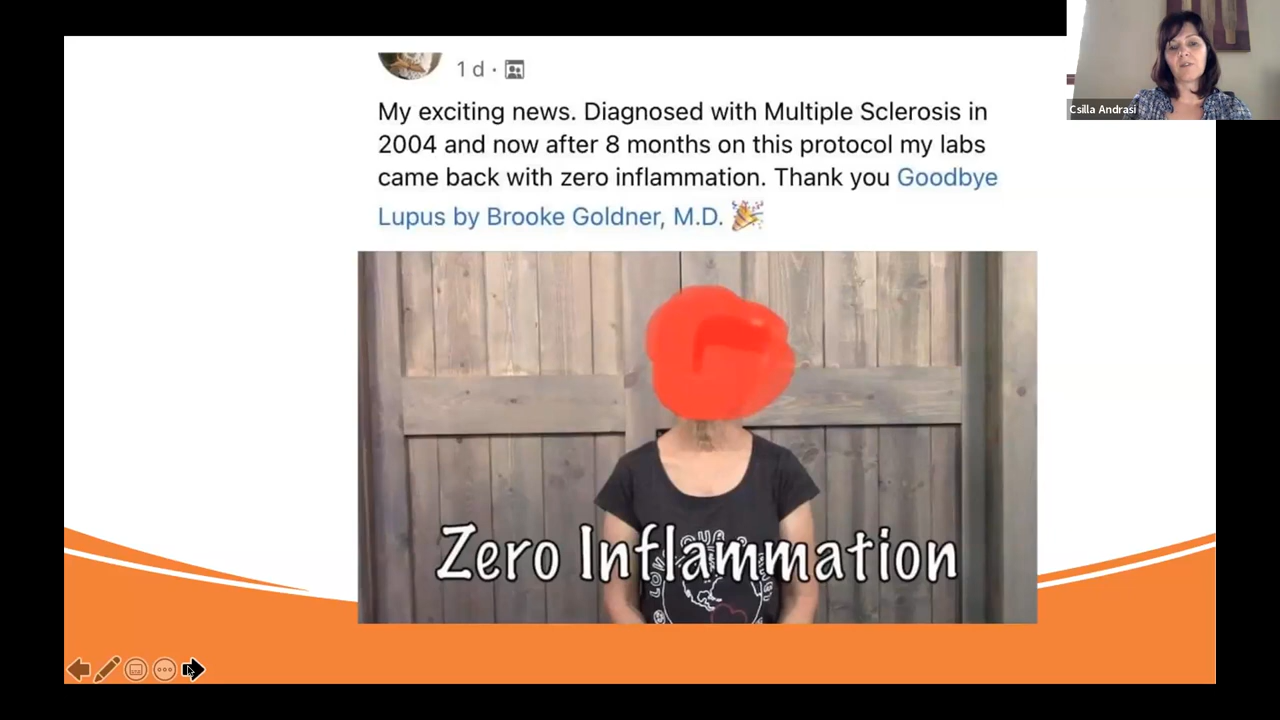 Csilla Andrasi
1 d ·
My exciting news. Diagnosed with Multiple Sclerosis in
2004 and now after 8 months on this protocol my labs
came back with zero inflammation. Thank you Goodbye
Lupus by Brooke Goldner, M.D. 🎉
Zero Inflammation